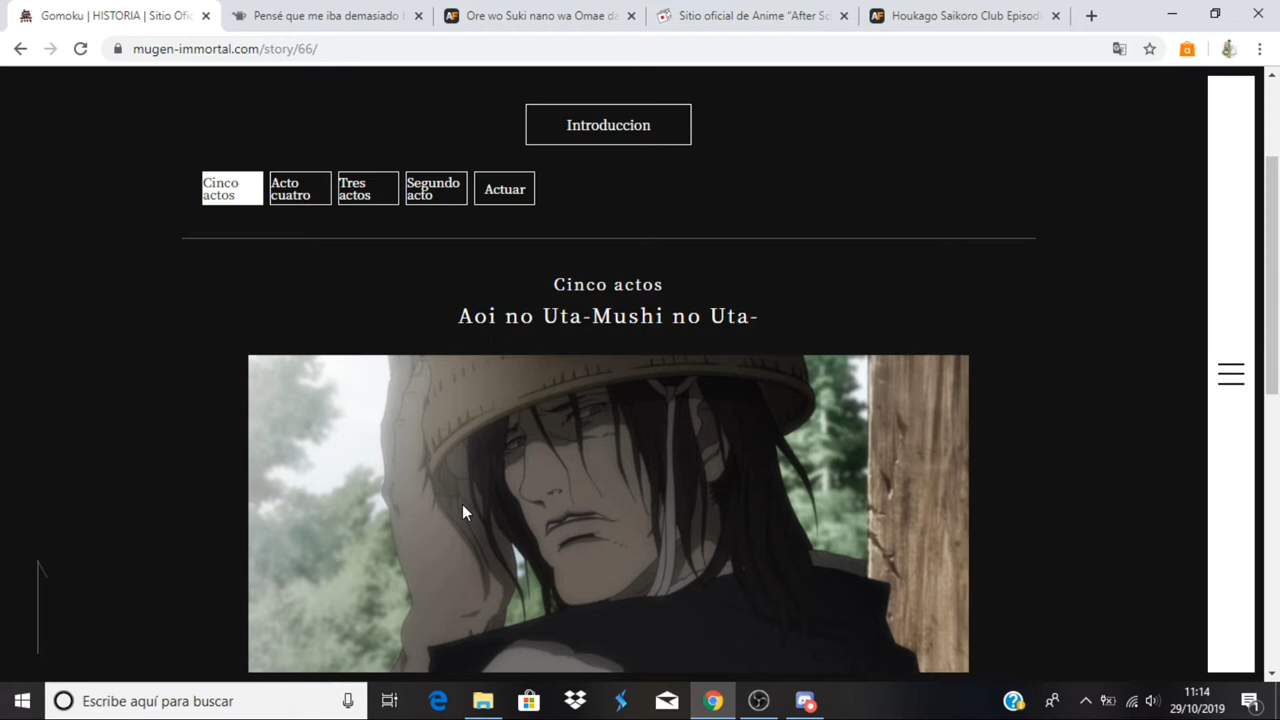 Gomoku | HISTORIA | Sitio Ofic
Pensé que me iba demasiado l
Ore wo Suki nano wa Omae da
Sitio oficial de Anime "After Sc
Houkago Saikoro Club Episod
mugen-immortal.com/story/66/
Introduccion
Cinco
actos
Acto
cuatro
Tres
actos
Segundo
acto
Actuar
Cinco actos
Aoi no Uta-Mushi no Uta-
Escribe aquí para buscar
11:14
29/10/2019
1